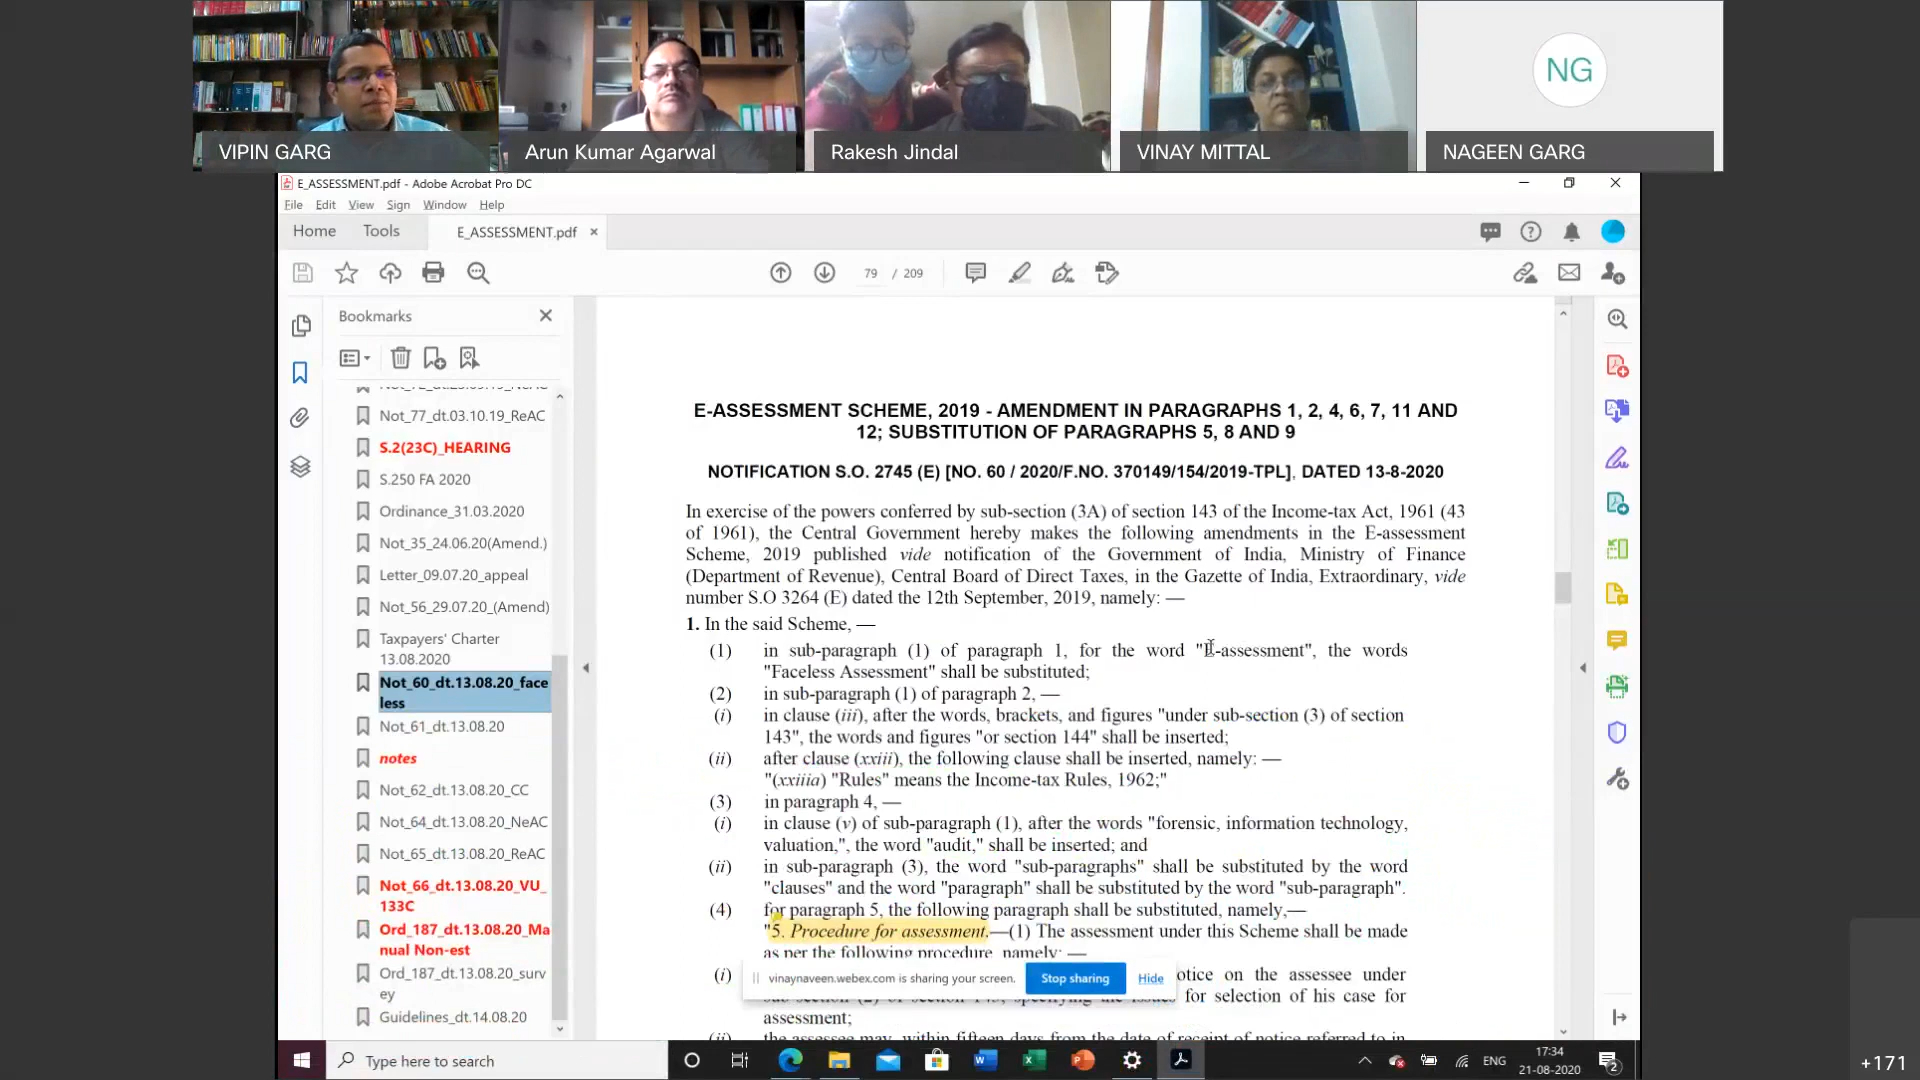 VIPIN GARG
Arun Kumar Agarwal
Rakesh Jindal
VINAY MITTAL
NG
NAGEEN GARG
E_ASSESSMENT.pdf - Adobe Acrobat Pro DC
File Edit View Sign Window Help
Home Tools E_ASSESSMENT.pdf ×
79 / 209
Bookmarks
Not_77_dt.03.10.19_ReAC
S.2(23C)_HEARING
S.250 FA 2020
Ordinance_31.03.2020
Not_35_24.06.20(Amend.)
Letter_09.07.20_appeal
Not_56_29.07.20_(Amend)
Taxpayers' Charter
13.08.2020
Not_60_dt.13.08.20_face
less
Not_61_dt.13.08.20
notes
Not_62_dt.13.08.20_CC
Not_64_dt.13.08.20_NeAC
Not_65_dt.13.08.20_ReAC
Not_66_dt.13.08.20_VU_
133C
Ord_187_dt.13.08.20_Ma
nual Non-est
Ord_187_dt.13.08.20_surv
ey
Guidelines_dt.14.08.20
E-ASSESSMENT SCHEME, 2019 - AMENDMENT IN PARAGRAPHS 1, 2, 4, 6, 7, 11 AND
12; SUBSTITUTION OF PARAGRAPHS 5, 8 AND 9
NOTIFICATION S.O. 2745 (E) [NO. 60 / 2020/F.NO. 370149/154/2019-TPL], DATED 13-8-2020
In exercise of the powers conferred by sub-section (3A) of section 143 of the Income-tax Act, 1961 (43
of 1961), the Central Government hereby makes the following amendments in the E-assessment
Scheme, 2019 published vide notification of the Government of India, Ministry of Finance
(Department of Revenue), Central Board of Direct Taxes, in the Gazette of India, Extraordinary, vide
number S.O 3264 (E) dated the 12th September, 2019, namely: —
1. In the said Scheme, —
(1) in sub-paragraph (1) of paragraph 1, for the word "E-assessment", the words
"Faceless Assessment" shall be substituted;
(2) in sub-paragraph (1) of paragraph 2, —
(i) in clause (iii), after the words, brackets, and figures "under sub-section (3) of section
143", the words and figures "or section 144" shall be inserted;
(ii) after clause (xxiii), the following clause shall be inserted, namely: —
"(xxiiia) "Rules" means the Income-tax Rules, 1962;"
(3) in paragraph 4, —
(i) in clause (v) of sub-paragraph (1), after the words "forensic, information technology,
valuation,", the word "audit," shall be inserted; and
(ii) in sub-paragraph (3), the word "sub-paragraphs" shall be substituted by the word
"clauses" and the word "paragraph" shall be substituted by the word "sub-paragraph".
(4) for paragraph 5, the following paragraph shall be substituted, namely,—
"5. Procedure for assessment.—(1) The assessment under this Scheme shall be made
as per the following procedure, namely: —
(i) otice on the assessee under
for selection of his case for
assessment;
(ii) the assessee may, within fifteen days from the date of receipt of notice referred to in
vinaynaveen.webex.com is sharing your screen. Stop sharing Hide
Type here to search
ENG
17:34
21-08-2020
2
+171